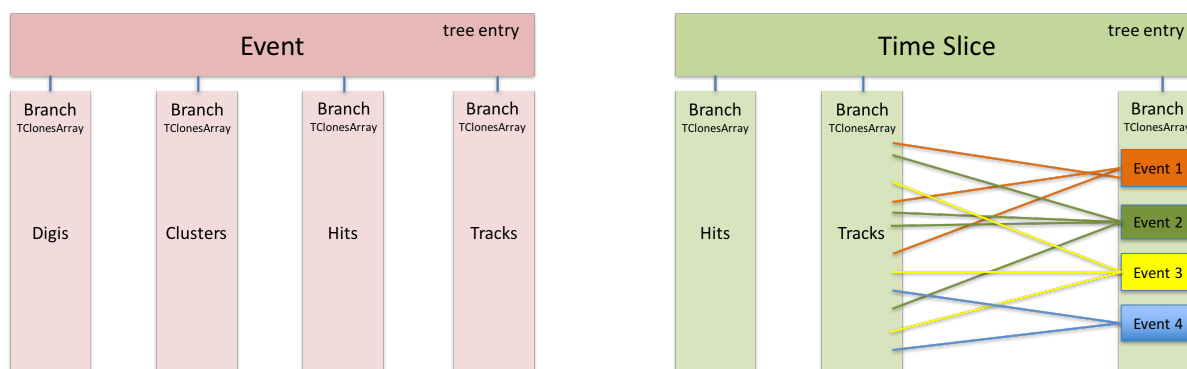 Event
tree entry
Branch
TClonesArray
Digis
Branch
TClonesArray
Clusters
Branch
TClonesArray
Hits
Branch
TClonesArray
Tracks
Time Slice
tree entry
Branch
TClonesArray
Hits
Branch
TClonesArray
Tracks
Branch
TClonesArray
Event 1
Event 2
Event 3
Event 4